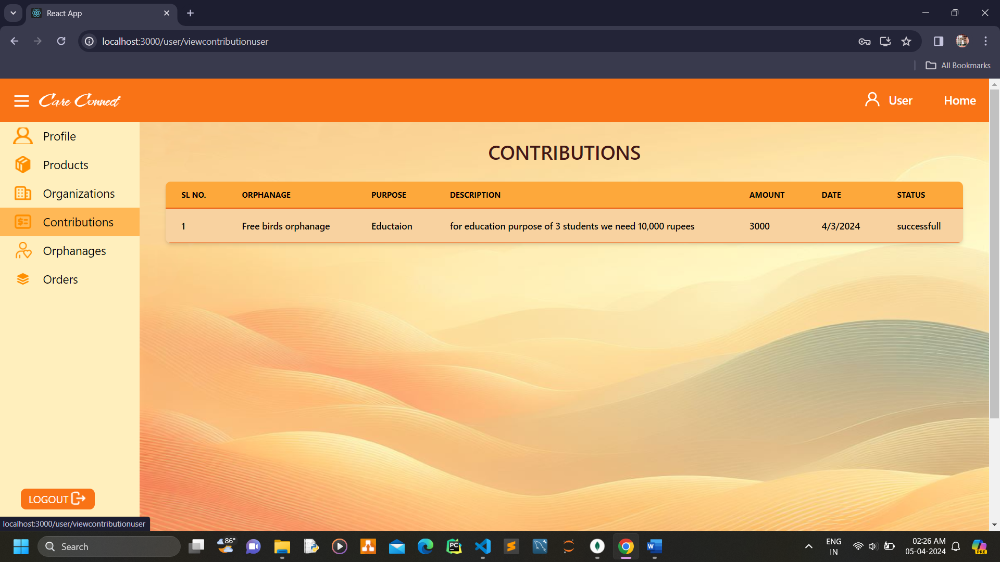 React App
localhost:3000/user/viewcontributionuser
All Bookmarks
Care Connect
User
Home
Profile
Products
Organizations
Contributions
Orphanages
Orders
LOGOUT
CONTRIBUTIONS
SL NO. ORPHANAGE PURPOSE DESCRIPTION AMOUNT DATE STATUS
1 Free birds orphanage Eductaion for education purpose of 3 students we need 10,000 rupees 3000 4/3/2024 successfull
localhost:3000/user/viewcontributionuser
Search
86°
PC
W
ENG
IN
02:26 AM
05-04-2024
PRE